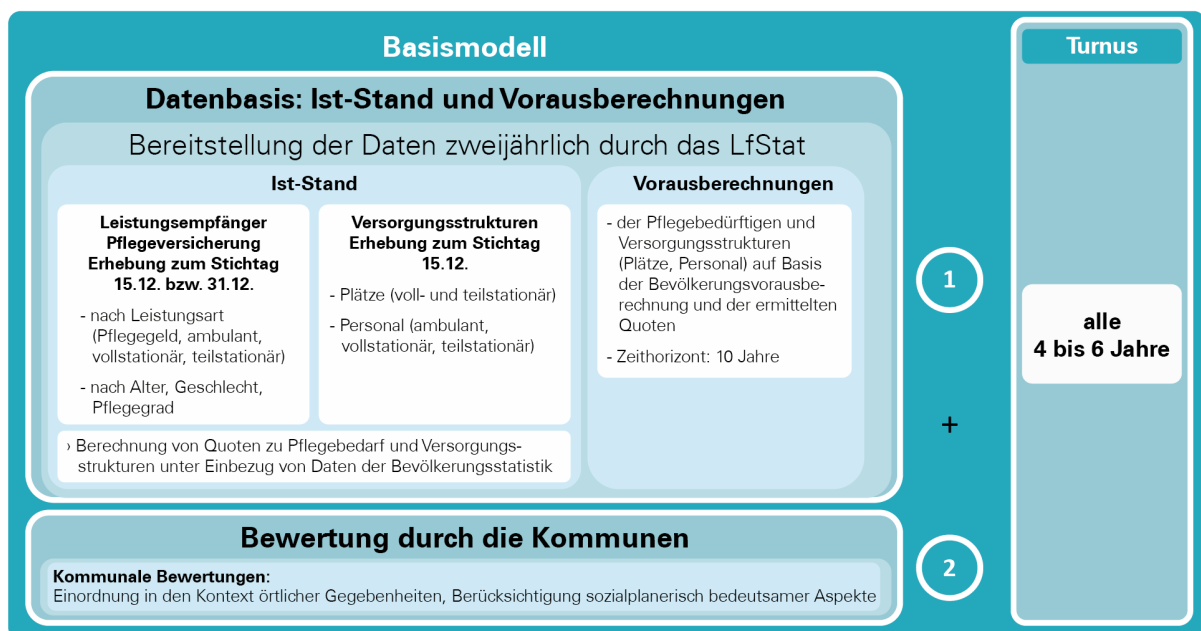 Basismodell
Datenbasis: Ist-Stand und Vorausberechnungen
Bereitstellung der Daten zweijährlich durch das LfStat
Ist-Stand
Leistungsempfänger
Pflegeversicherung
Erhebung zum Stichtag
15.12. bzw. 31.12.
- nach Leistungsart
(Pflegegeld, ambulant,
vollstationär, teilstationär)
- nach Alter, Geschlecht,
Pflegegrad
Versorgungsstrukturen
Erhebung zum Stichtag
15.12.
- Plätze (voll- und teilstationär)
- Personal (ambulant,
vollstationär, teilstationär)
› Berechnung von Quoten zu Pflegebedarf und Versorgungs-
strukturen unter Einbezug von Daten der Bevölkerungsstatistik
Vorausberechnungen
- der Pflegebedürftigen und
Versorgungsstrukturen
(Plätze, Personal) auf Basis
der Bevölkerungsvorausbe-
rechnung und der ermittelten
Quoten
- Zeithorizont: 10 Jahre
1
+
Bewertung durch die Kommunen
Kommunale Bewertungen:
Einordnung in den Kontext örtlicher Gegebenheiten, Berücksichtigung sozialplanerisch bedeutsamer Aspekte
2
Turnus
alle
4 bis 6 Jahre